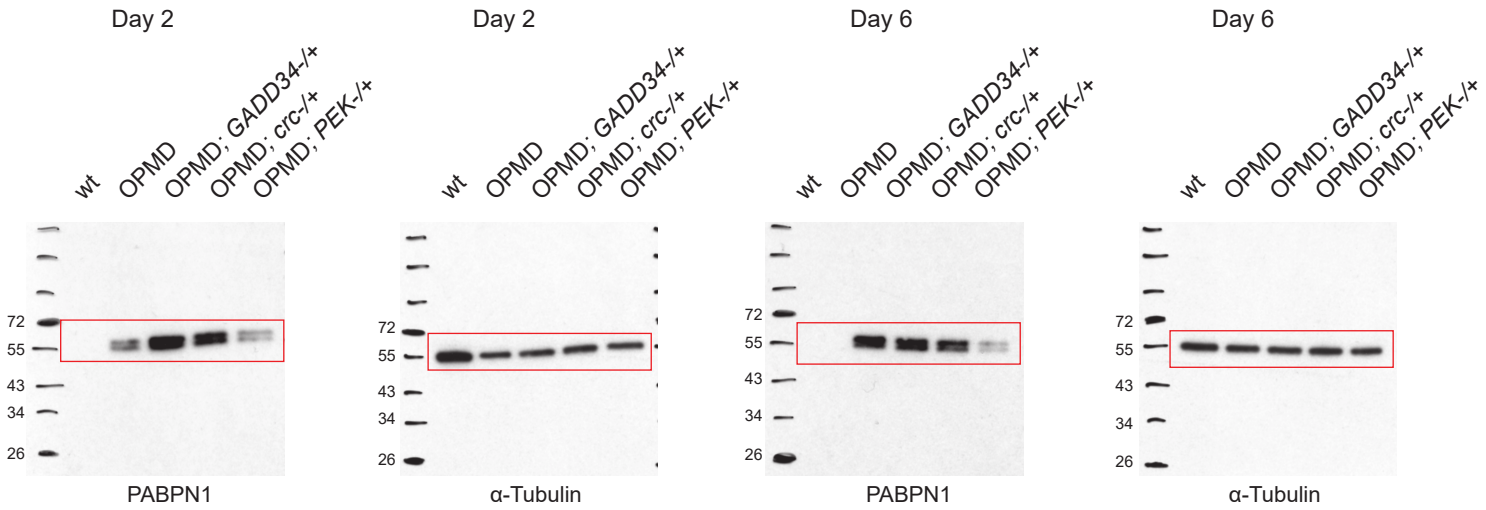 Day 2
wt
OPMD
OPMD; GADD34-/+
OPMD; crc-/+
OPMD; PEK-/+
72
55
43
34
26
PABPN1
Day 2
wt
OPMD
OPMD; GADD34-/+
OPMD; crc-/+
OPMD; PEK-/+
72
55
43
34
26
α-Tubulin
Day 6
wt
OPMD
OPMD; GADD34-/+
OPMD; crc-/+
OPMD; PEK-/+
72
55
43
34
26
PABPN1
Day 6
wt
OPMD
OPMD; GADD34-/+
OPMD; crc-/+
OPMD; PEK-/+
72
55
43
34
26
α-Tubulin